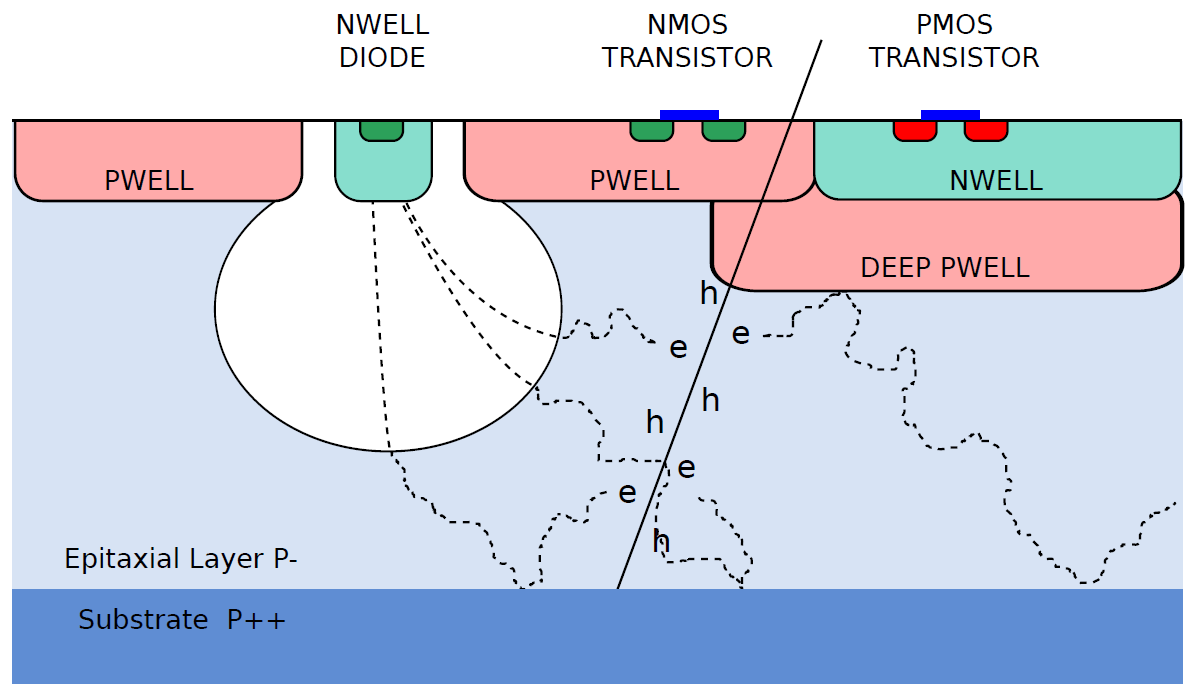 NWELL
DIODE
NMOS
TRANSISTOR
PMOS
TRANSISTOR
PWELL
PWELL
NWELL
DEEP PWELL
h
e
e
h
h
e
e
h
Epitaxial Layer P-
Substrate P++